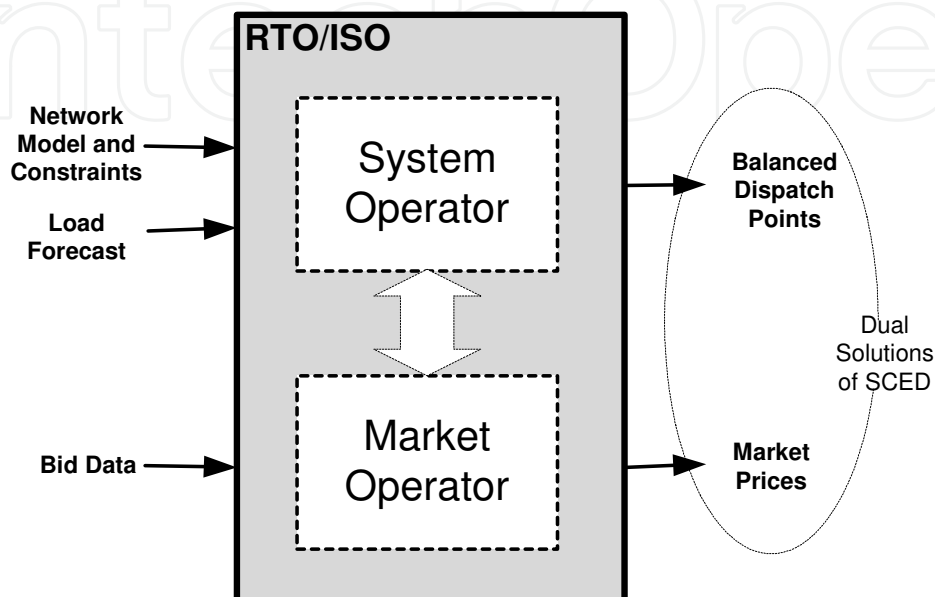 RTO/ISO
Network
Model and
Constraints
Load
Forecast
Bid Data
System
Operator
Market
Operator
Balanced
Dispatch
Points
Market
Prices
Dual
Solutions
of SCED